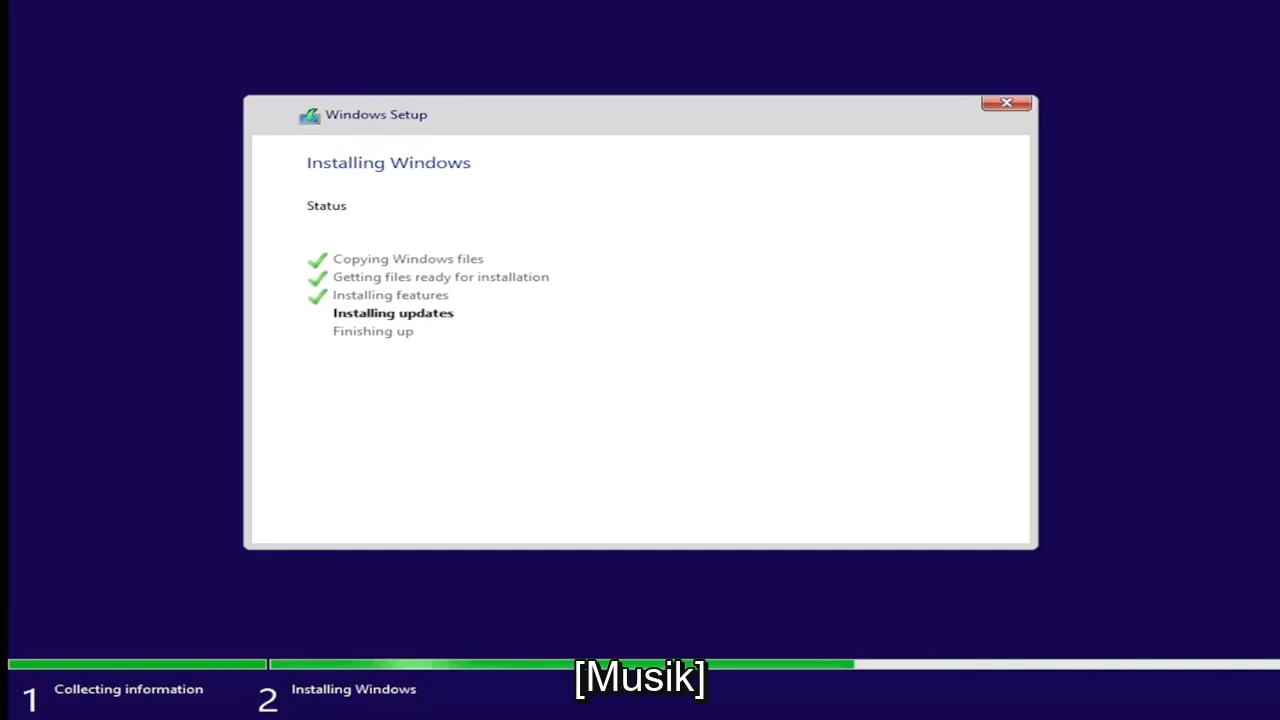 Windows Setup
Installing Windows
Status
Copying Windows files
Getting files ready for installation
Installing features
Installing updates
Finishing up
[Musik]
1 Collecting information
2 Installing Windows